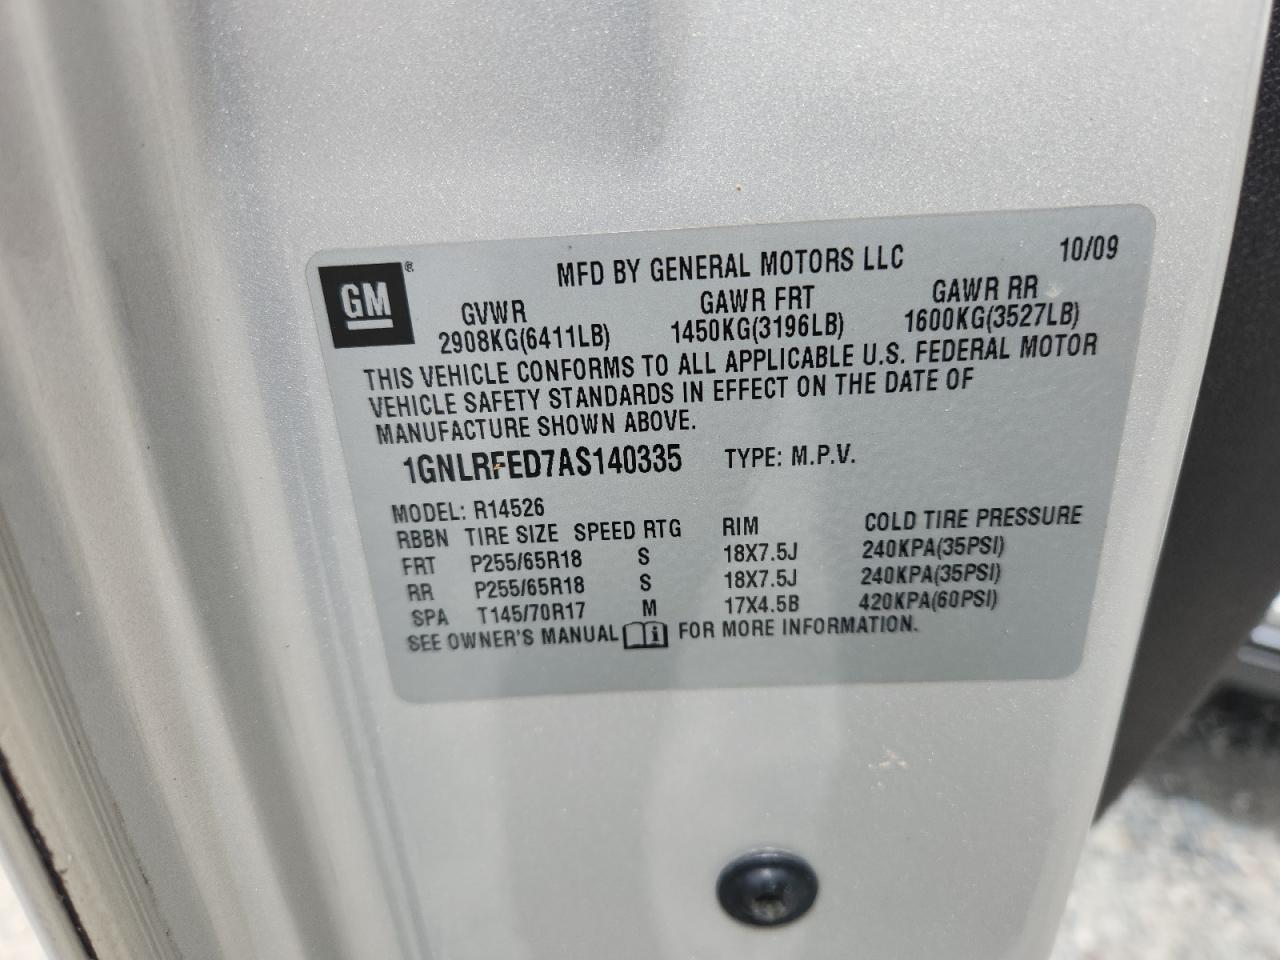 GM®
MFD BY GENERAL MOTORS LLC 10/09
GVWR GAWR FRT GAWR RR
2908KG(6411LB) 1450KG(3196LB) 1600KG(3527LB)
THIS VEHICLE CONFORMS TO ALL APPLICABLE U.S. FEDERAL MOTOR
VEHICLE SAFETY STANDARDS IN EFFECT ON THE DATE OF
MANUFACTURE SHOWN ABOVE.
1GNLRFED7AS140335 TYPE: M.P.V.
MODEL: R14526
RBBN TIRE SIZE SPEED RTG RIM COLD TIRE PRESSURE
FRT P255/65R18 S 18X7.5J 240KPA(35PSI)
RR P255/65R18 S 18X7.5J 240KPA(35PSI)
SPA T145/70R17 M 17X4.5B 420KPA(60PSI)
SEE OWNER'S MANUAL i FOR MORE INFORMATION.